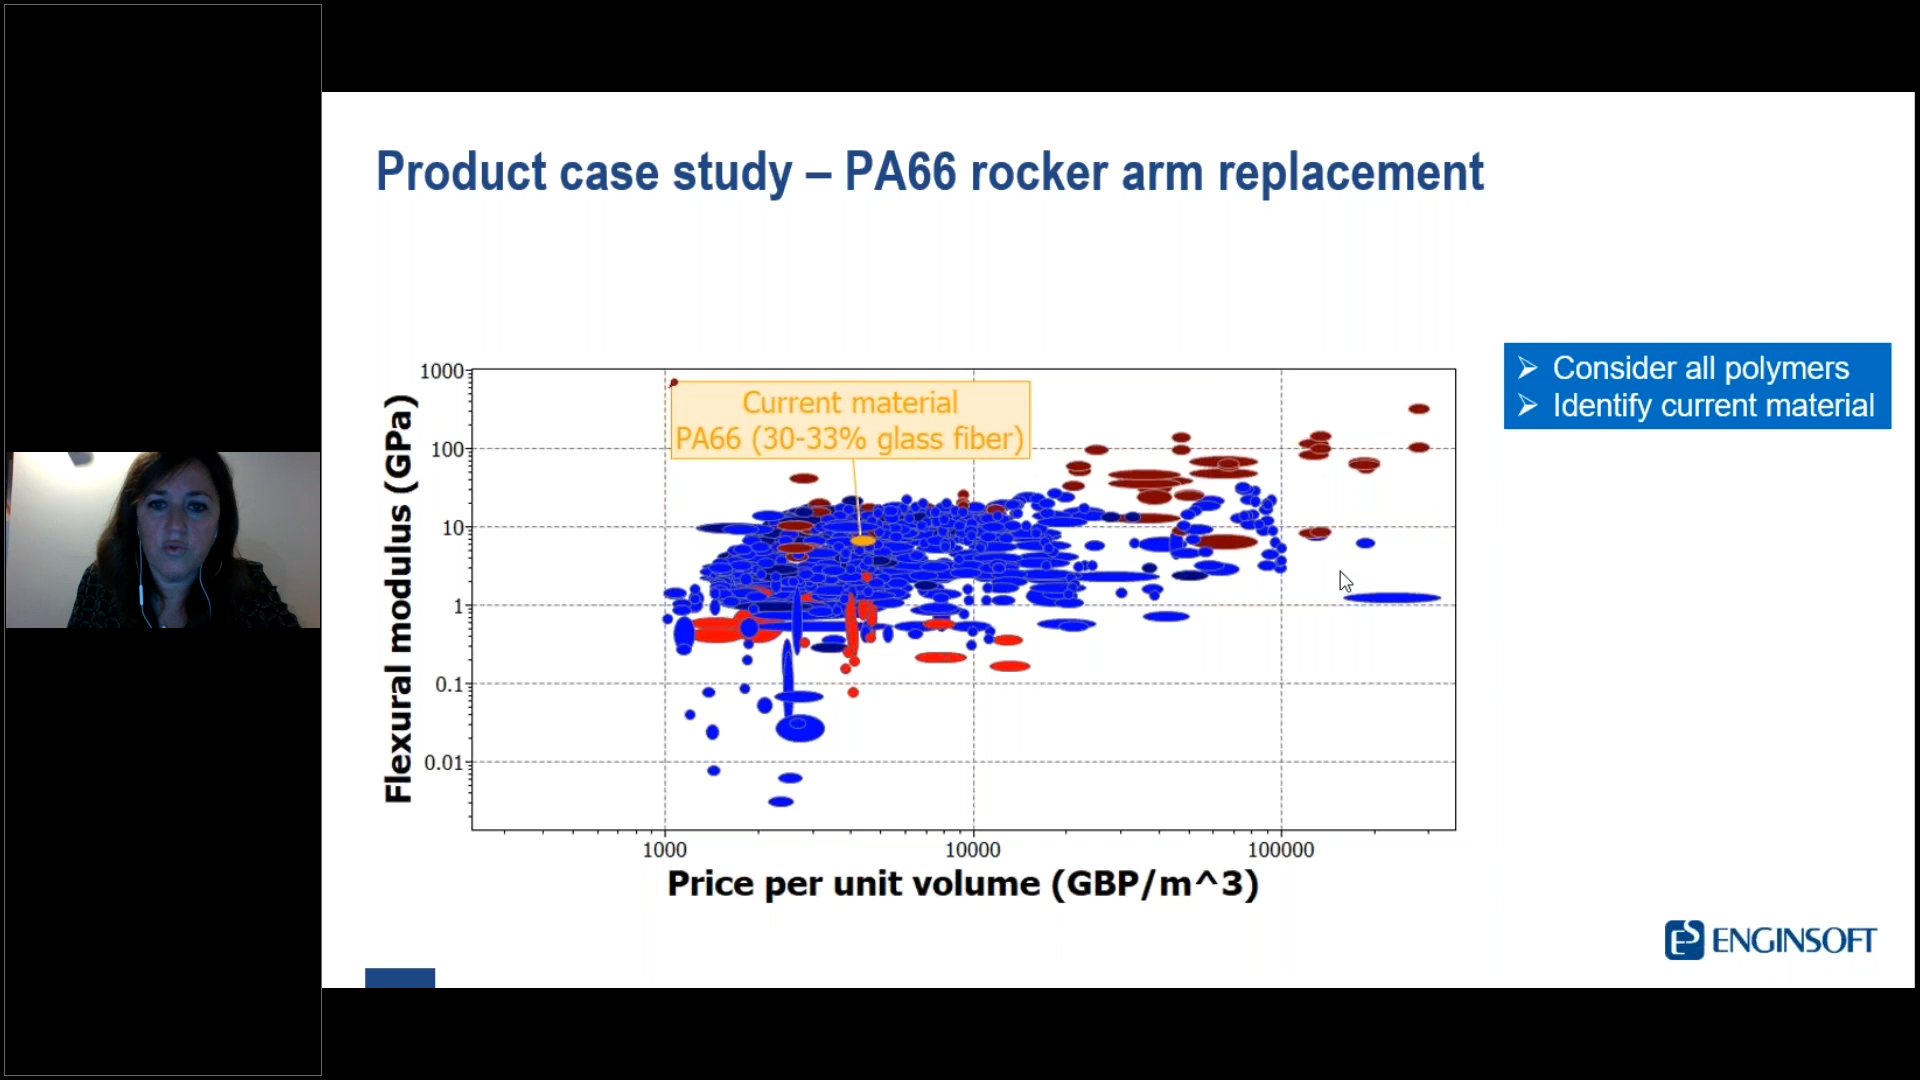 Product case study – PA66 rocker arm replacement
➢ Consider all polymers
➢ Identify current material
Current material
PA66 (30-33% glass fiber)
Flexural modulus (GPa)
1000
100
10
1
0.1
0.01
1000
10000
100000
Price per unit volume (GBP/m^3)
ES ENGINSOFT